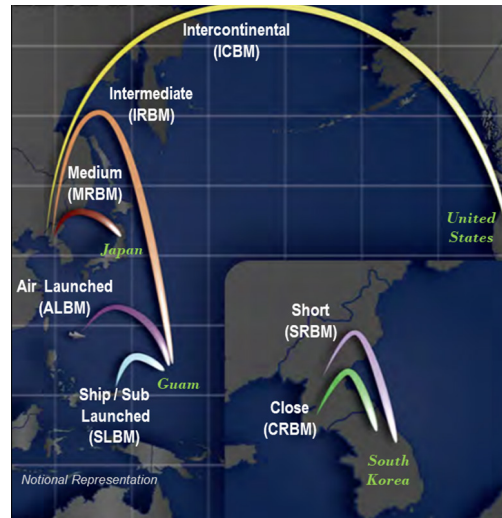 Intercontinental
(ICBM)
Intermediate
(IRBM)
Medium
(MRBM)
Japan
United
States
Air Launched
(ALBM)
Guam
Ship / Sub
Launched
(SLBM)
Short
(SRBM)
Close
(CRBM)
South
Korea
Notional Representation